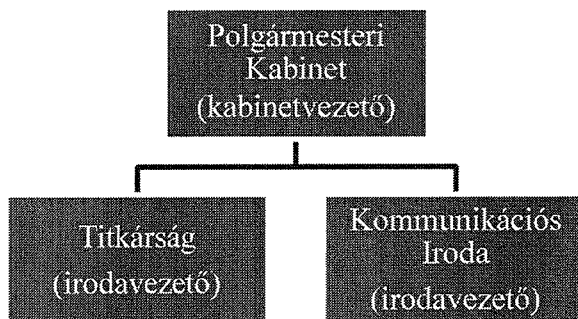 Polgármesteri
Kabinet
(kabinetvezető)
Titkárság
(irodavezető)
Kommunikációs
Iroda
(irodavezető)